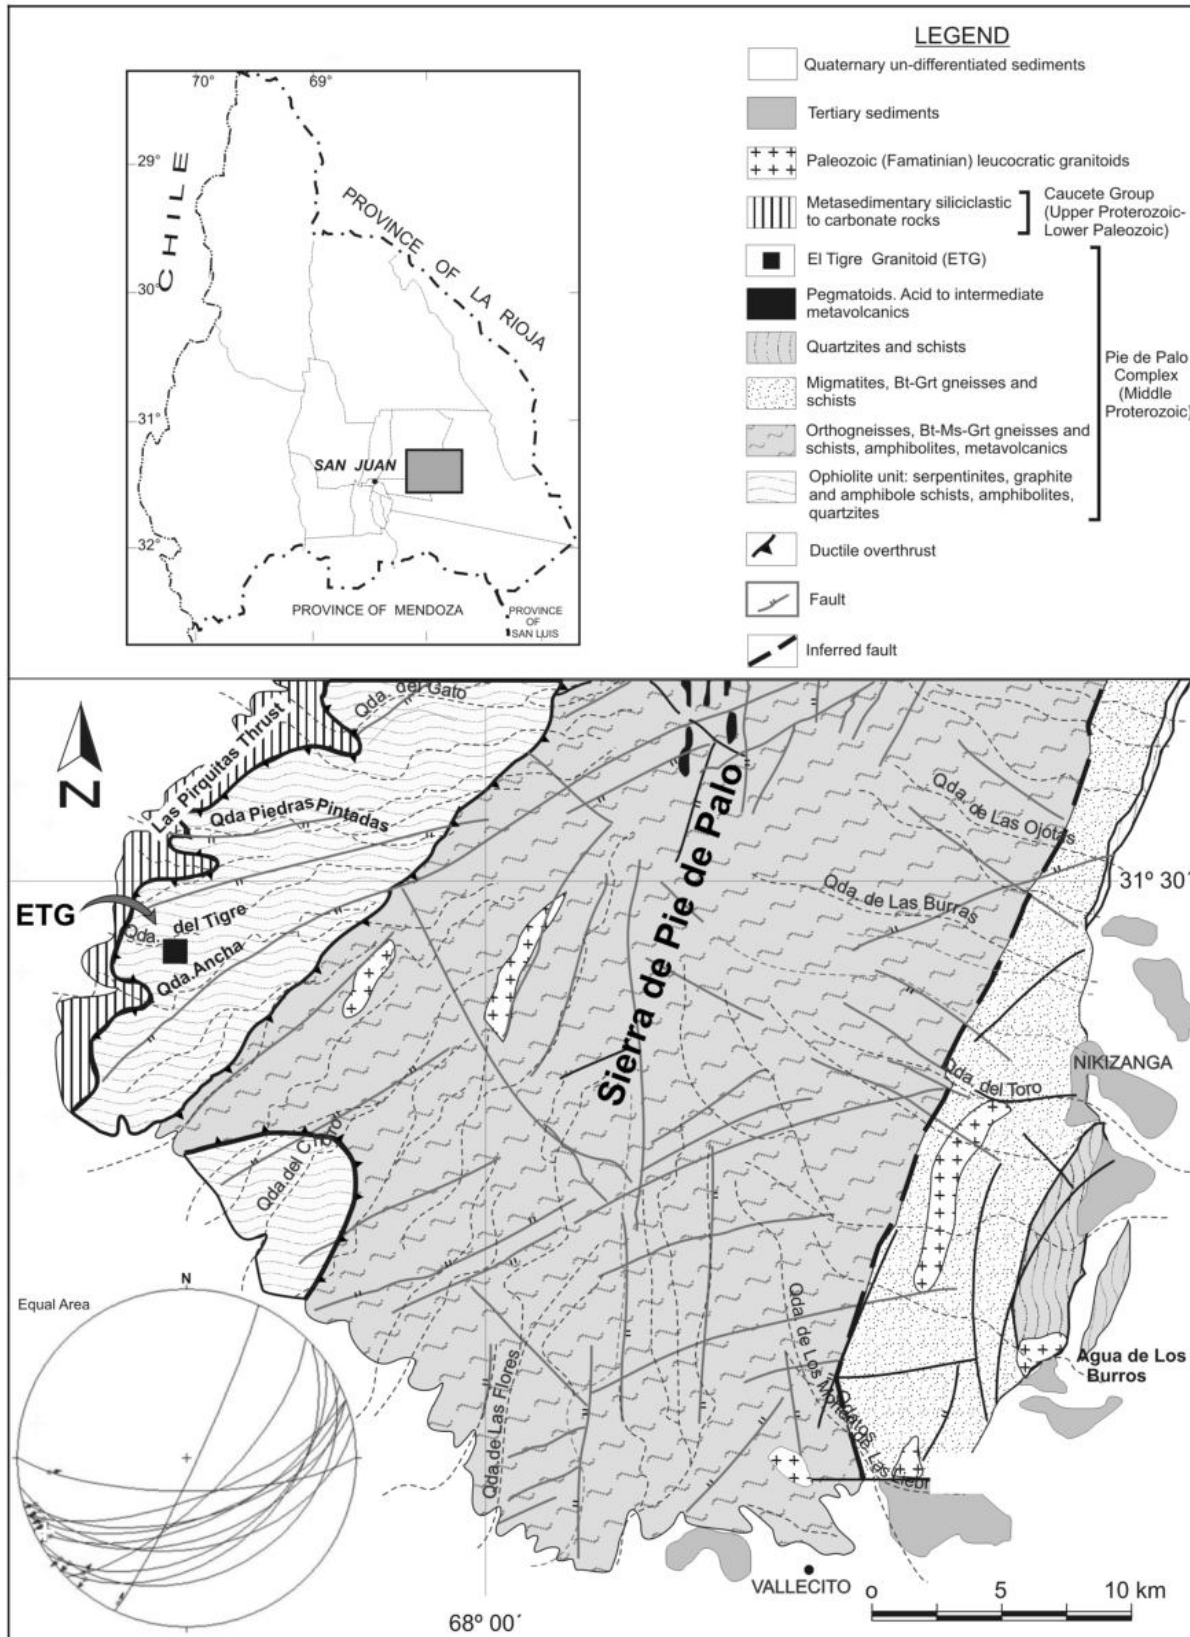 LEGEND
Quaternary un-differentiated sediments
Tertiary sediments
Paleozoic (Famatinian) leucocratic granitoids
Metasedimentary siliciclastic
to carbonate rocks
Caucete Group
(Upper Proterozoic-
Lower Paleozoic)
El Tigre Granitoid (ETG)
Pegmatoids. Acid to intermediate
metavolcanics
Quartzites and schists
Migmatites, Bt-Grt gneisses and
schists
Orthogneisses, Bt-Ms-Grt gneisses and
schists, amphibolites, metavolcanics
Ophiolite unit: serpentinites, graphite
and amphibole schists, amphibolites,
quartzites
Pie de Palo
Complex
(Middle
Proterozoic)
Ductile overthrust
Fault
Inferred fault
70°
69°
29°
30°
31°
32°
CHILE
PROVINCE OF LA RIOJA
SAN JUAN
PROVINCE OF MENDOZA
PROVINCE
OF
SAN LUIS
N
Qda. del Gato
Las Pirquitas Thrust
Qda Piedras Pintadas
ETG
Qda. del Tigre
Qda. Ancha
Sierra de Pie de Palo
Qda. de Las Ojotas
Qda. de Las Burras
31° 30´
Qda. del Toro
NIKIZANGA
Qda. de Las Flores
Qda. de Los
Agua de Los
Burros
VALLECITO
o 5 10 km
68° 00´
Equal Area
N